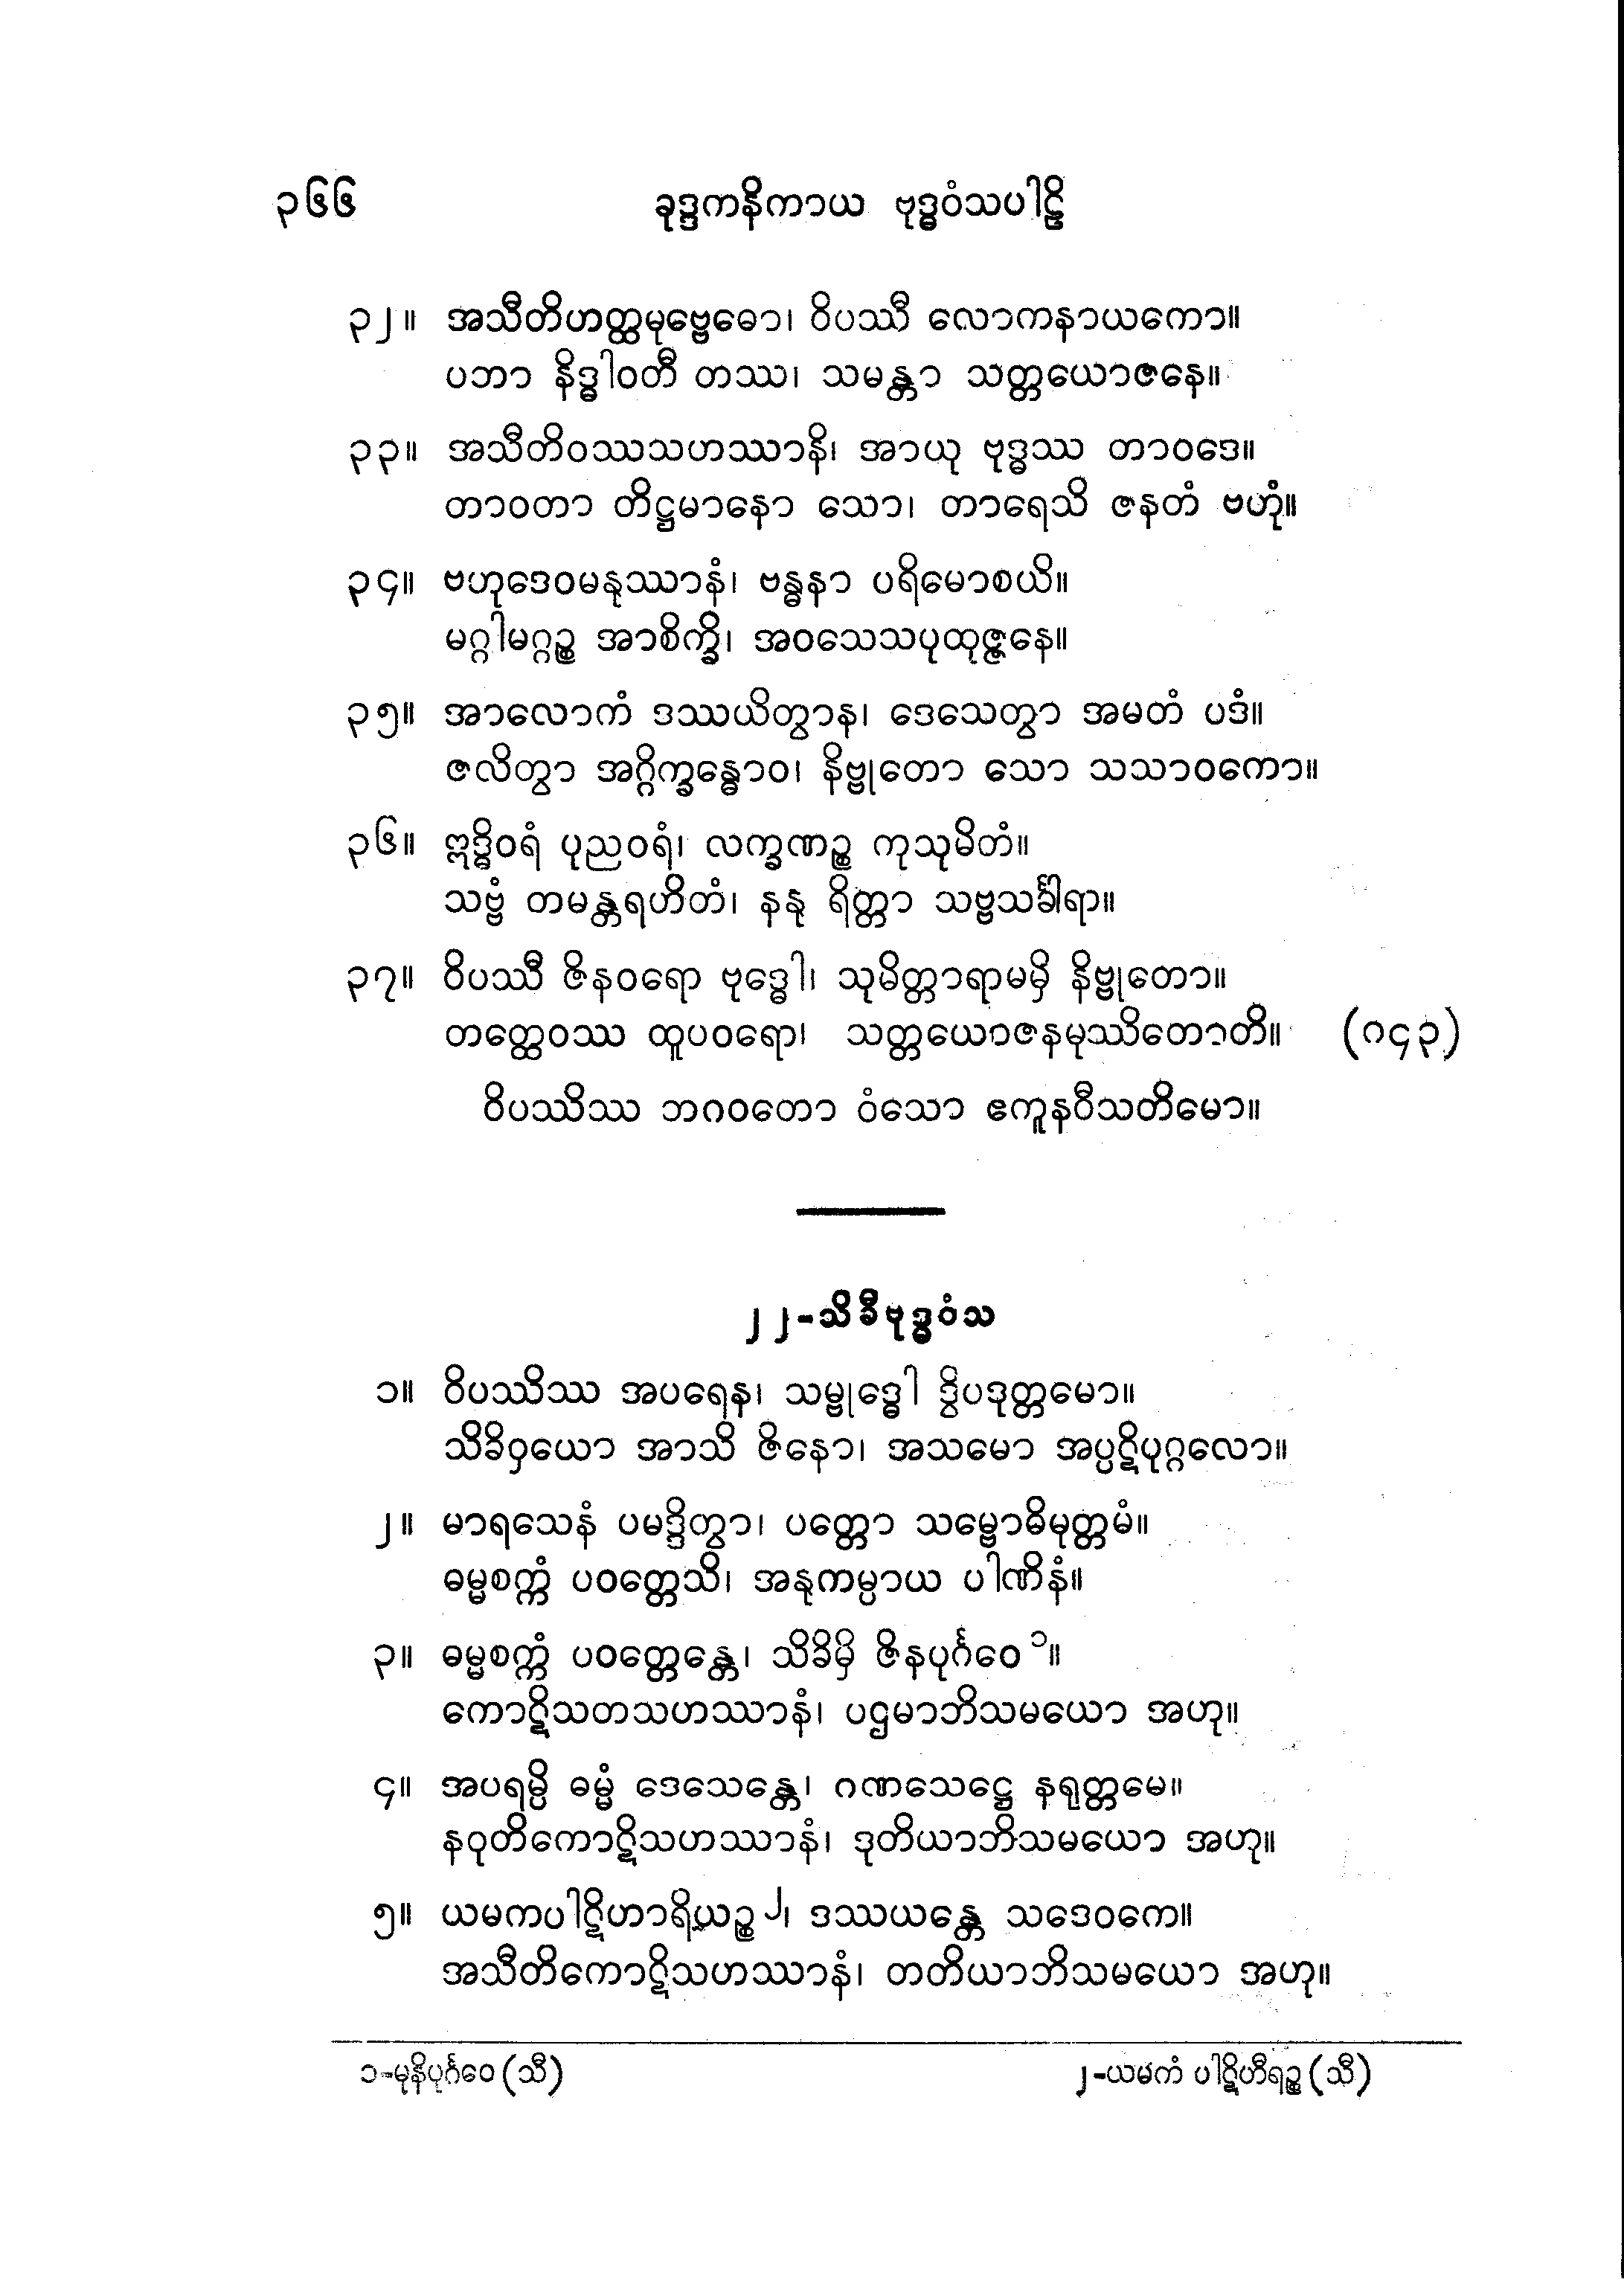 ၃၆၆ ခုဒ္ဒကနိကာယ ဗုဒ္ဓဝံသပါဠိ
၃၂။ အသီတိဟတ္ထမုဗ္ဗေဓော၊ ဝိပဿီ လောကနာယကော။
ပဘာ နိဒ္ဓါဝတီ တဿ၊ သမန္တာ သတ္တယောဇနေ။
၃၃။ အသီတိဝဿသဟဿာနိ၊ အာယု ဗုဒ္ဓဿ တာဝဒေ။
တာဝတာ တိဋ္ဌမာနော သော၊ တာရေသိ ဇနတံ ဗဟုံ။
၃၄။ ဗဟုဒေဝမနုဿာနံ၊ ဗန္ဓနာ ပရိမောစယိ။
မဂ္ဂါမဂ္ဂဉ္စ အာစိက္ခိ၊ အဝသေသပုထုဇ္ဇနေ။
၃၅။ အာလောကံ ဒဿယိတွာန၊ ဒေသေတွာ အမတံ ပဒံ။
ဇလိတွာ အဂ္ဂိက္ခန္ဓောဝ၊ နိဗ္ဗုတော သော သသာဝကော။
၃၆။ ဣဒ္ဓိဝရံ ပုညဝရံ၊ လက္ခဏဉ္စ ကုသုမိတံ။
သဗ္ဗံ တမန္တရဟိတံ၊ နနု ရိတ္တာ သဗ္ဗသင်္ခါရာ။
၃၇။ ဝိပဿီ ဇိနဝရော ဗုဒ္ဓေါ၊ သုမိတ္တာရာမမှိ နိဗ္ဗုတော။
တတ္ထေဝဿ ထူပဝရော၊ သတ္တယောဇနမုဿိတောတိ။ (၈၄၃)
ဝိပဿိဿ ဘဂဝတော ဝံသော ဧကူနဝီသတိမော။
၂၂-သိခီဗုဒ္ဓဝံသ
၁။ ဝိပဿိဿ အပရေန၊ သမ္ဗုဒ္ဓေါ ဒွိပဒုတ္တမော။
သိခိဝှယော အာသိ ဇိနော၊ အသမော အပ္ပဋိပုဂ္ဂလော။
၂။ မာရသေနံ ပမဒ္ဒိတွာ၊ ပတ္တော သမ္ဗောဓိမုတ္တမံ။
ဓမ္မစက္ကံ ပဝတ္တေသိ၊ အနုကမ္ပာယ ပါဏိနံ။
၃။ ဓမ္မစက္ကံ ပဝတ္တေန္တေ၊ သိခိမှိ ဇိနပုင်္ဂဝေ ၁။
ကောဋိသတသဟဿာနံ၊ ပဌမာဘိသမယော အဟု။
၄။ အပရမ္ပိ ဓမ္မံ ဒေသေန္တေ၊ ဂဏသေဋ္ဌေ နရုတ္တမေ။
နဝုတိကောဋိသဟဿာနံ၊ ဒုတိယာဘိသမယော အဟု။
၅။ ယမကပါဋိဟာရိယဉ္စ ၂၊ ဒဿယန္တေ သဒေဝကေ။
အသီတိကောဋိသဟဿာနံ၊ တတိယာဘိသမယော အဟု။
၁-မုနိပုင်္ဂဝေ (သီ) ၂-ယမကံ ပါဋိဟီရဉ္စ (သီ)